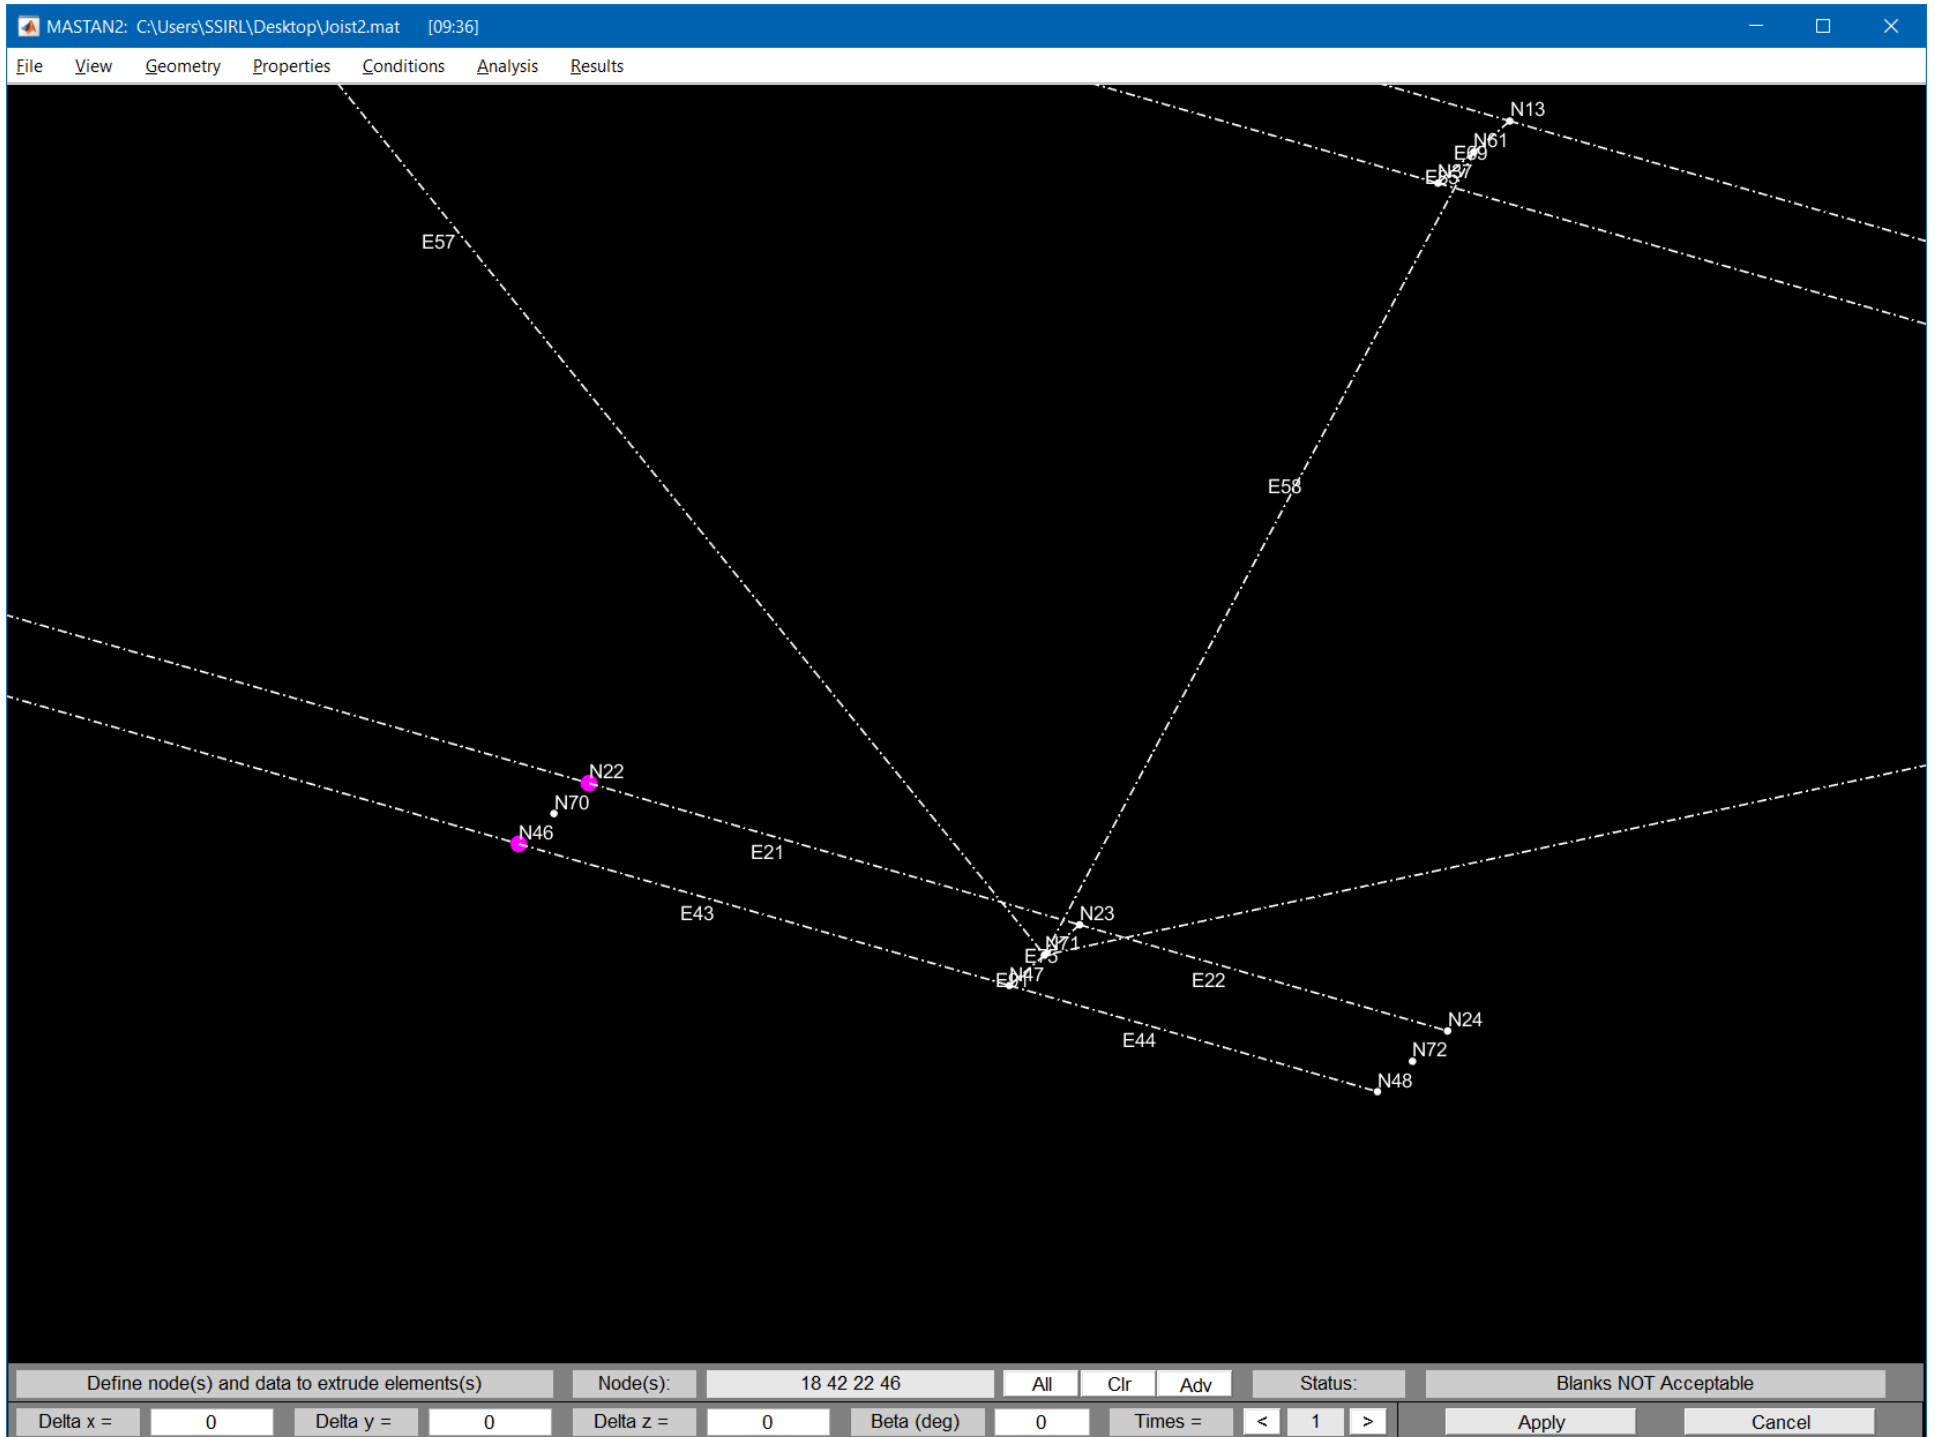 MASTAN2: C:\Users\SSIRL\Desktop\Joist2.mat [09:36]
File View Geometry Properties Conditions Analysis Results
N13
N61
E69
N37
E57
E58
N22
N70
N46
E21
E43
N23
N71
E75
N47
E22
E44
N24
N72
N48
Define node(s) and data to extrude elements(s) Node(s): 18 42 22 46 All Clr Adv Status: Blanks NOT Acceptable
Delta x = 0 Delta y = 0 Delta z = 0 Beta (deg) 0 Times = < 1 > Apply Cancel